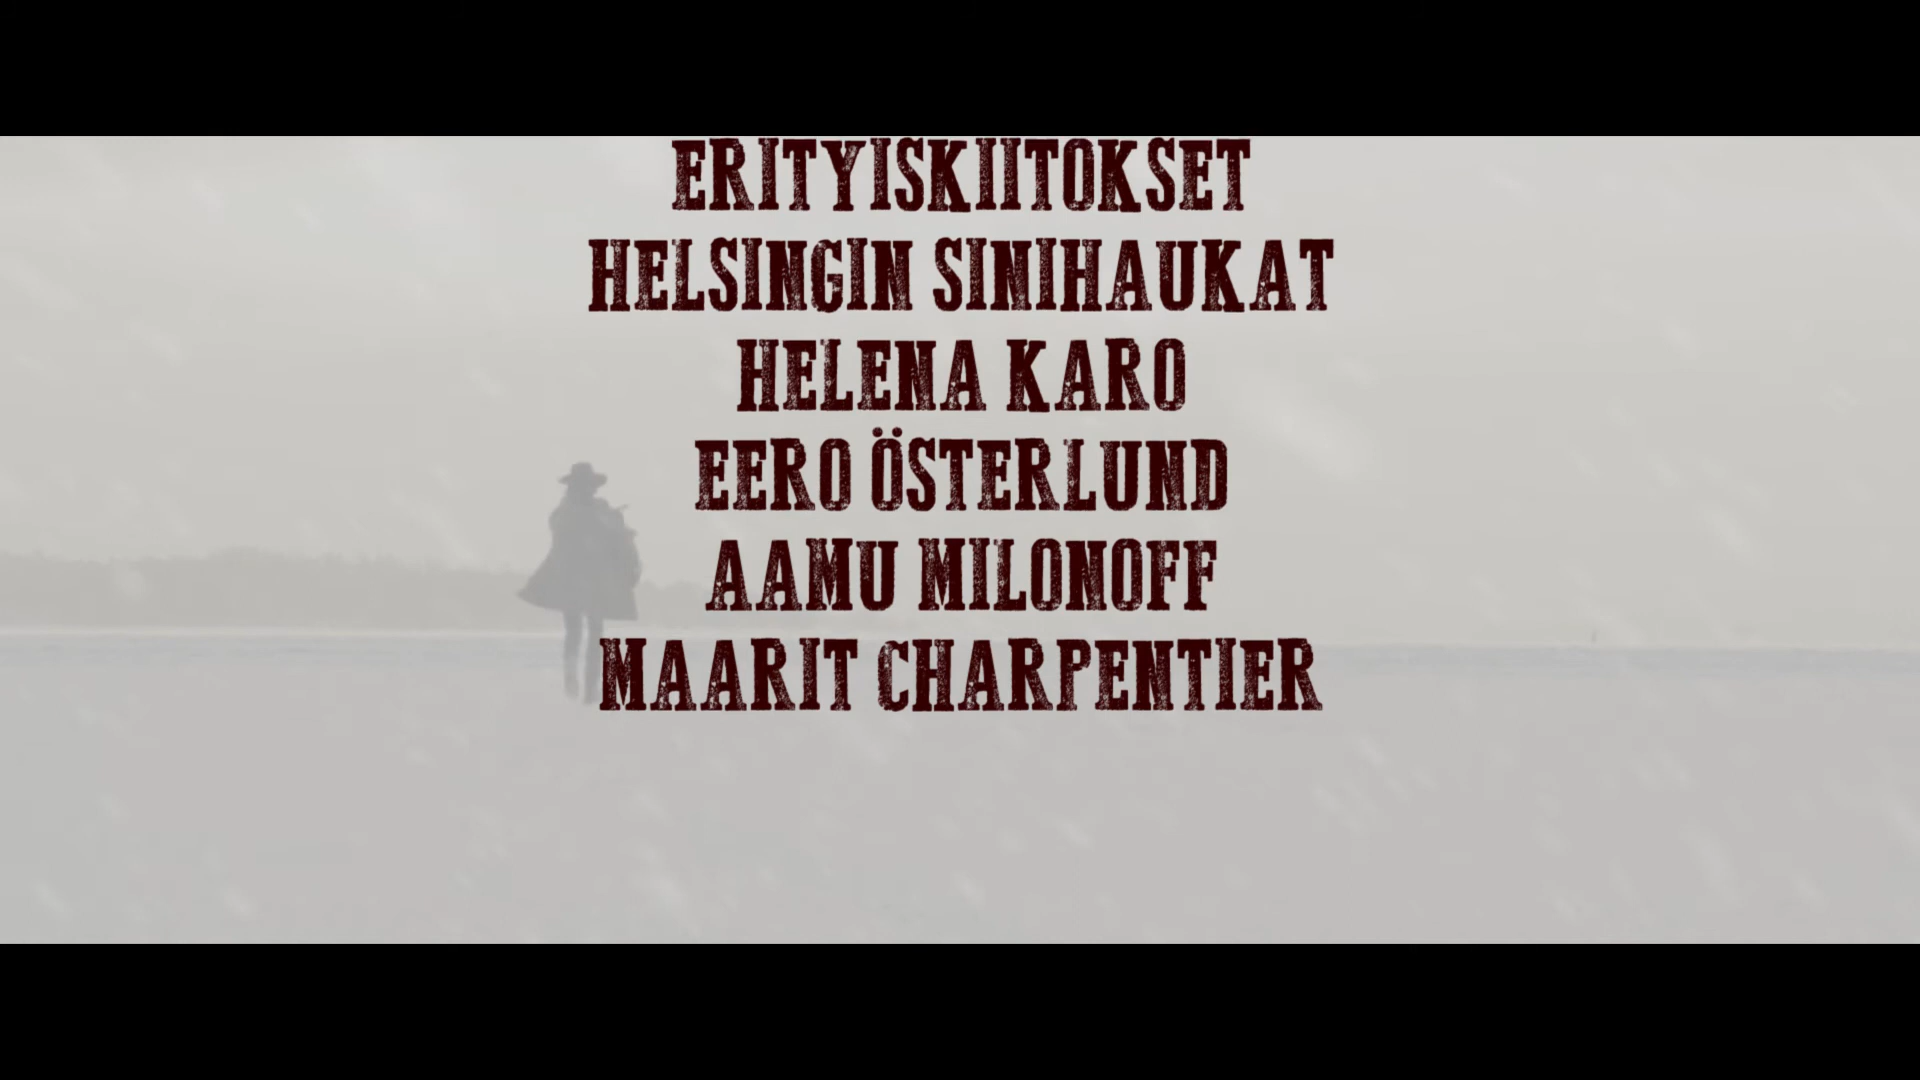 ERITYISKIITOKSET
HELSINGIN SINIHAUKAT
HELENA KARO
EERO ÖSTERLUND
AAMU MILONOFF
MAARIT CHARPENTIER